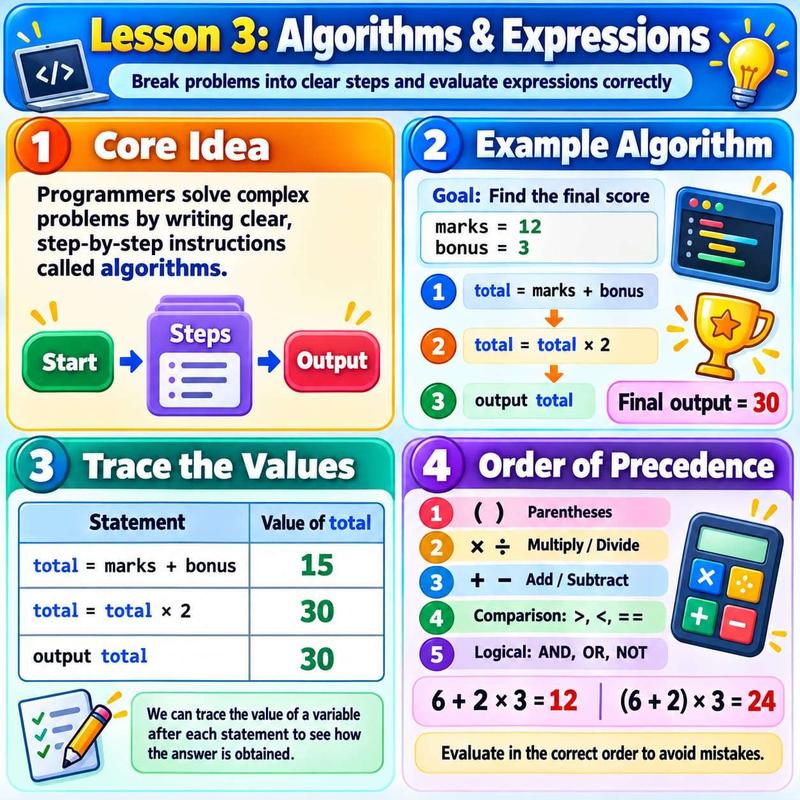 </>
Lesson 3: Algorithms & Expressions
Break problems into clear steps and evaluate expressions correctly
1 Core Idea
Programmers solve complex
problems by writing clear,
step-by-step instructions
called algorithms.
Start
Steps
Output
2 Example Algorithm
Goal: Find the final score
marks = 12
bonus = 3
1 total = marks + bonus
2 total = total × 2
3 output total
Final output = 30
3 Trace the Values
Statement Value of total
total = marks + bonus 15
total = total × 2 30
output total 30
We can trace the value of a variable
after each statement to see how
the answer is obtained.
4 Order of Precedence
1 ( ) Parentheses
2 × ÷ Multiply / Divide
3 + − Add / Subtract
4 Comparison: >, <, ==
5 Logical: AND, OR, NOT
× ÷
+ −
6 + 2 × 3 = 12 | (6 + 2) × 3 = 24
Evaluate in the correct order to avoid mistakes.